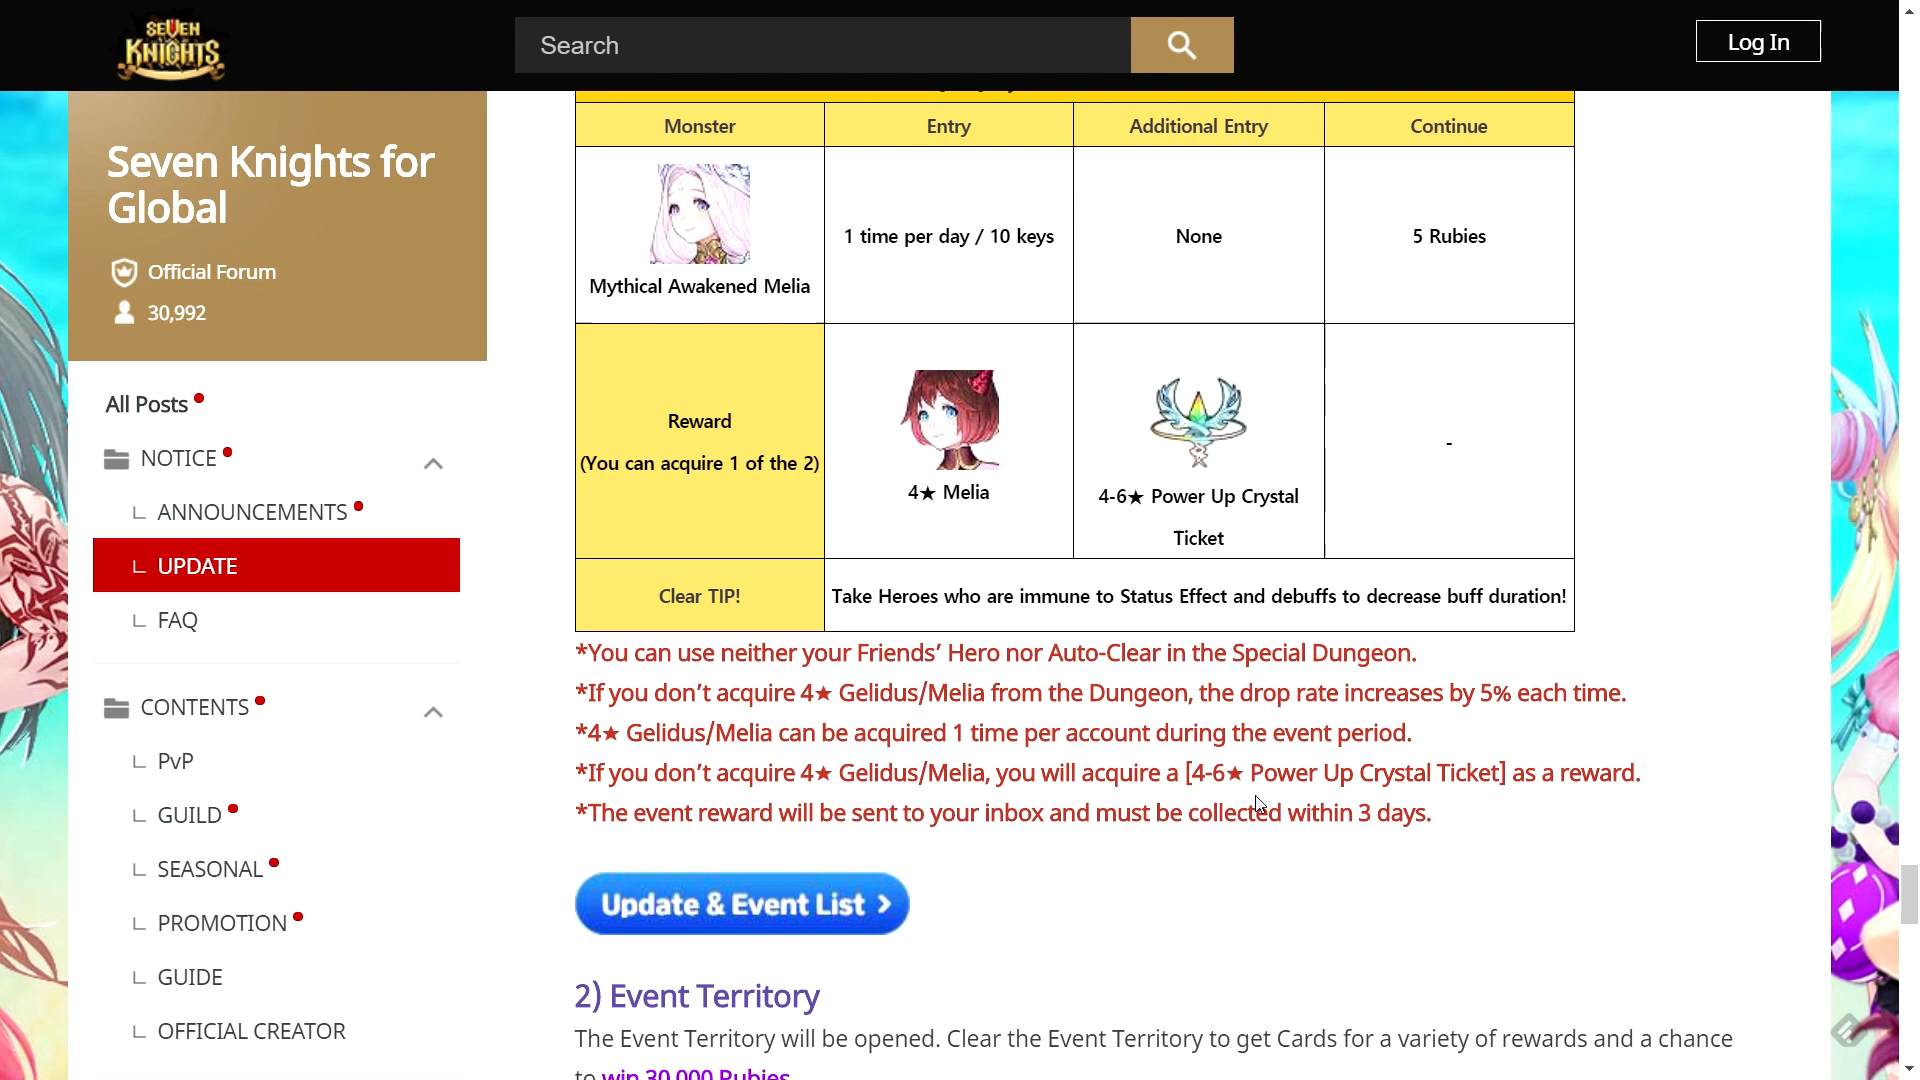 SEVEN
KNIGHTS
Search
Log In
Seven Knights for
Global
Official Forum
30,992
All Posts
NOTICE
ANNOUNCEMENTS
UPDATE
FAQ
CONTENTS
PvP
GUILD
SEASONAL
PROMOTION
GUIDE
OFFICIAL CREATOR
Monster Entry Additional Entry Continue
1 time per day / 10 keys None 5 Rubies
Mythical Awakened Melia
Reward
(You can acquire 1 of the 2)
-
4★ Melia
4-6★ Power Up Crystal
Ticket
Clear TIP! Take Heroes who are immune to Status Effect and debuffs to decrease buff duration!
*You can use neither your Friends’ Hero nor Auto-Clear in the Special Dungeon.
*If you don’t acquire 4★ Gelidus/Melia from the Dungeon, the drop rate increases by 5% each time.
*4★ Gelidus/Melia can be acquired 1 time per account during the event period.
*If you don’t acquire 4★ Gelidus/Melia, you will acquire a [4-6★ Power Up Crystal Ticket] as a reward.
*The event reward will be sent to your inbox and must be collected within 3 days.
Update & Event List >
2) Event Territory
The Event Territory will be opened. Clear the Event Territory to get Cards for a variety of rewards and a chance
to win 30,000 Rubies